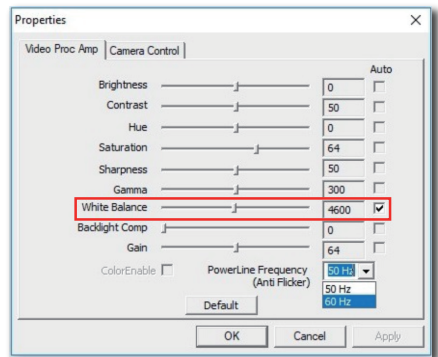 Properties
Video Proc Amp Camera Control
Auto
Brightness 0
Contrast 50
Hue 0
Saturation 64
Sharpness 50
Gamma 300
White Balance 4600
Backlight Comp 0
Gain 64
ColorEnable PowerLine Frequency 50 Hz
(Anti Flicker)
50 Hz
60 Hz
Default
OK Cancel Apply